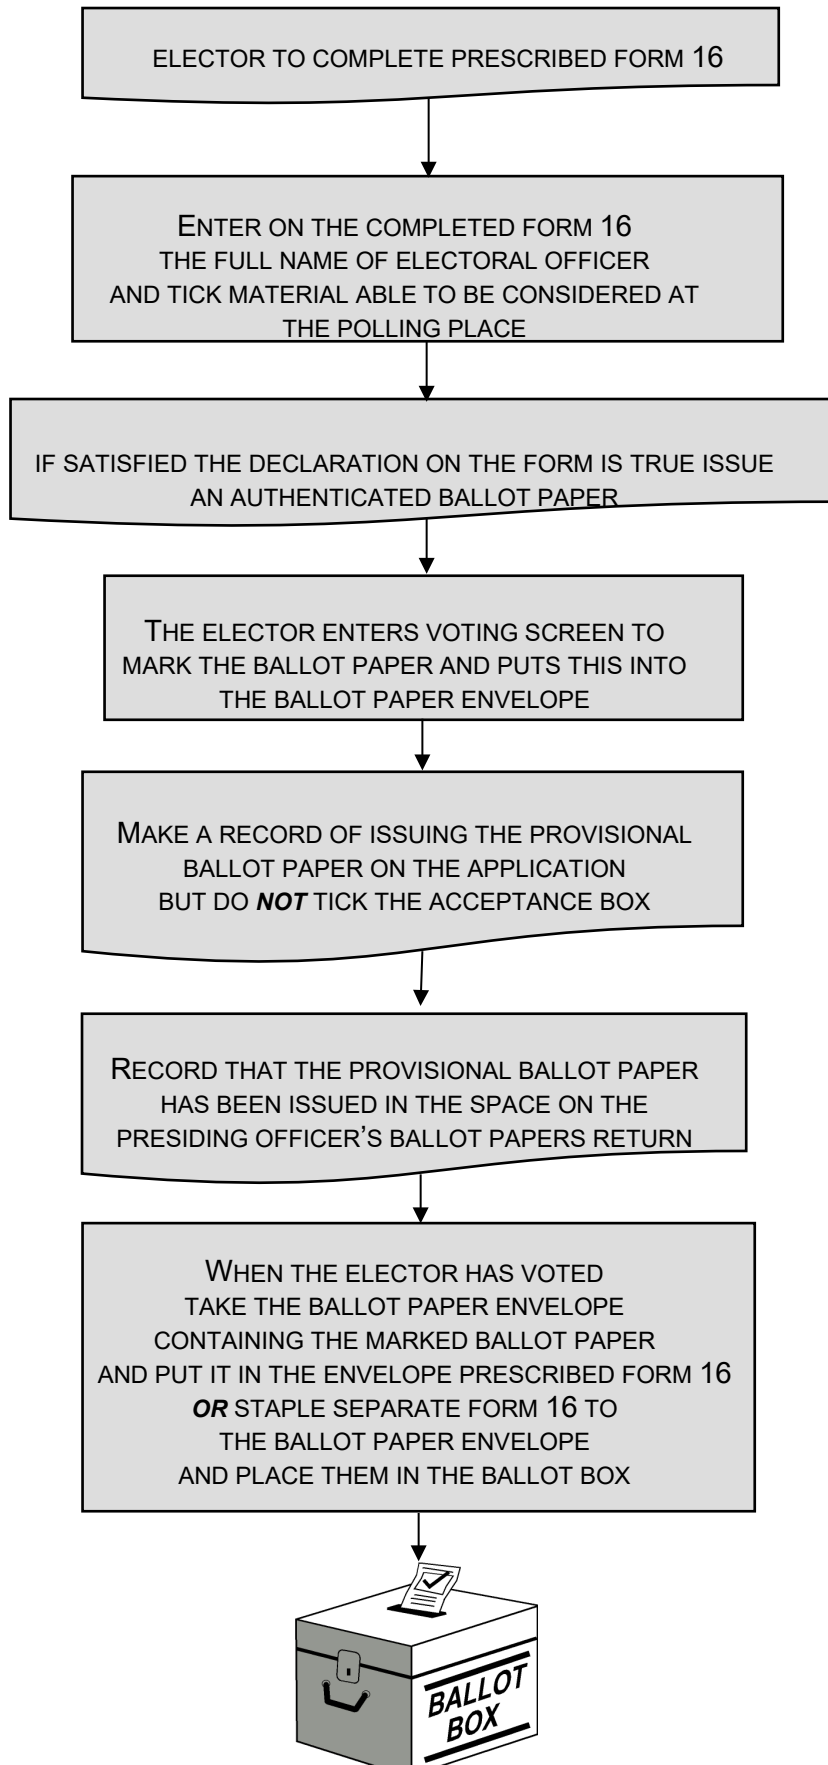 ELECTOR TO COMPLETE PRESCRIBED FORM 16
ENTER ON THE COMPLETED FORM 16
THE FULL NAME OF ELECTORAL OFFICER
AND TICK MATERIAL ABLE TO BE CONSIDERED AT
THE POLLING PLACE
IF SATISFIED THE DECLARATION ON THE FORM IS TRUE ISSUE
AN AUTHENTICATED BALLOT PAPER
THE ELECTOR ENTERS VOTING SCREEN TO
MARK THE BALLOT PAPER AND PUTS THIS INTO
THE BALLOT PAPER ENVELOPE
MAKE A RECORD OF ISSUING THE PROVISIONAL
BALLOT PAPER ON THE APPLICATION
BUT DO NOT TICK THE ACCEPTANCE BOX
RECORD THAT THE PROVISIONAL BALLOT PAPER
HAS BEEN ISSUED IN THE SPACE ON THE
PRESIDING OFFICER'S BALLOT PAPERS RETURN
WHEN THE ELECTOR HAS VOTED
TAKE THE BALLOT PAPER ENVELOPE
CONTAINING THE MARKED BALLOT PAPER
AND PUT IT IN THE ENVELOPE PRESCRIBED FORM 16
OR STAPLE SEPARATE FORM 16 TO
THE BALLOT PAPER ENVELOPE
AND PLACE THEM IN THE BALLOT BOX
BALLOT
BOX